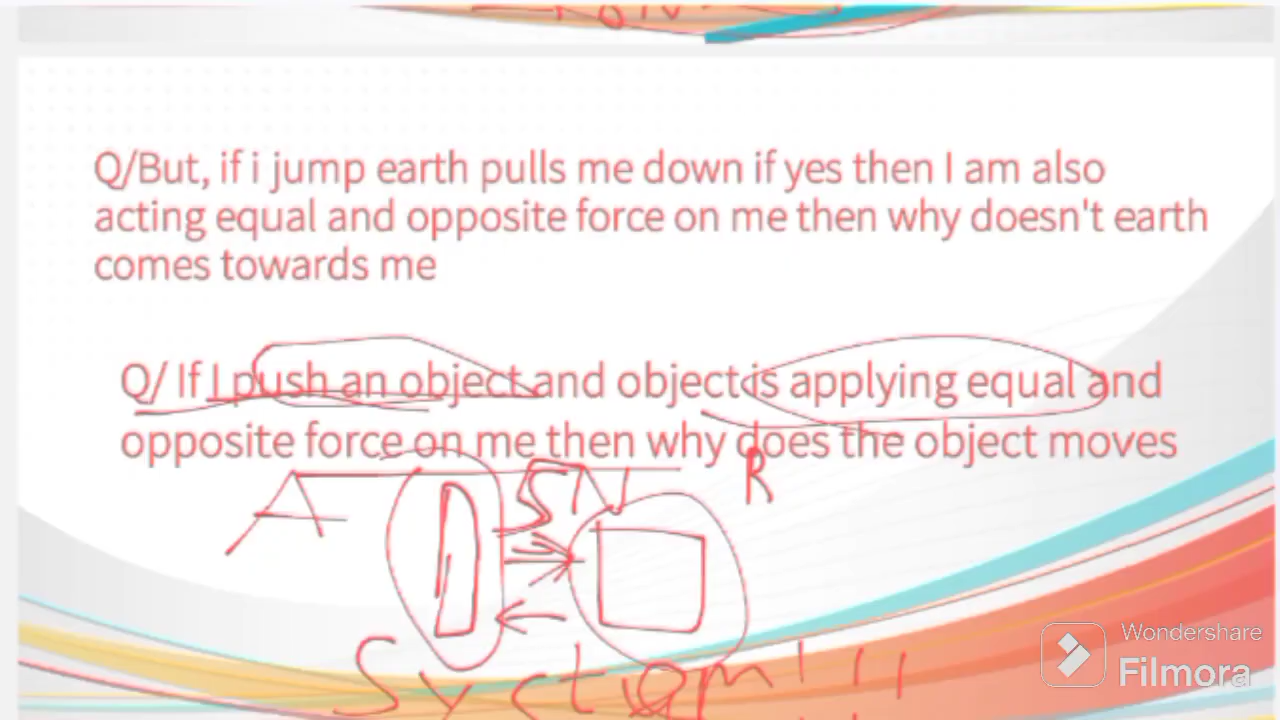 Q/But, if i jump earth pulls me down if yes then I am also
acting equal and opposite force on me then why doesn't earth
comes towards me
Q/ If I push an object and object is applying equal and
opposite force on me then why does the object moves
A
5N
R
System!!!
Wondershare
Filmora